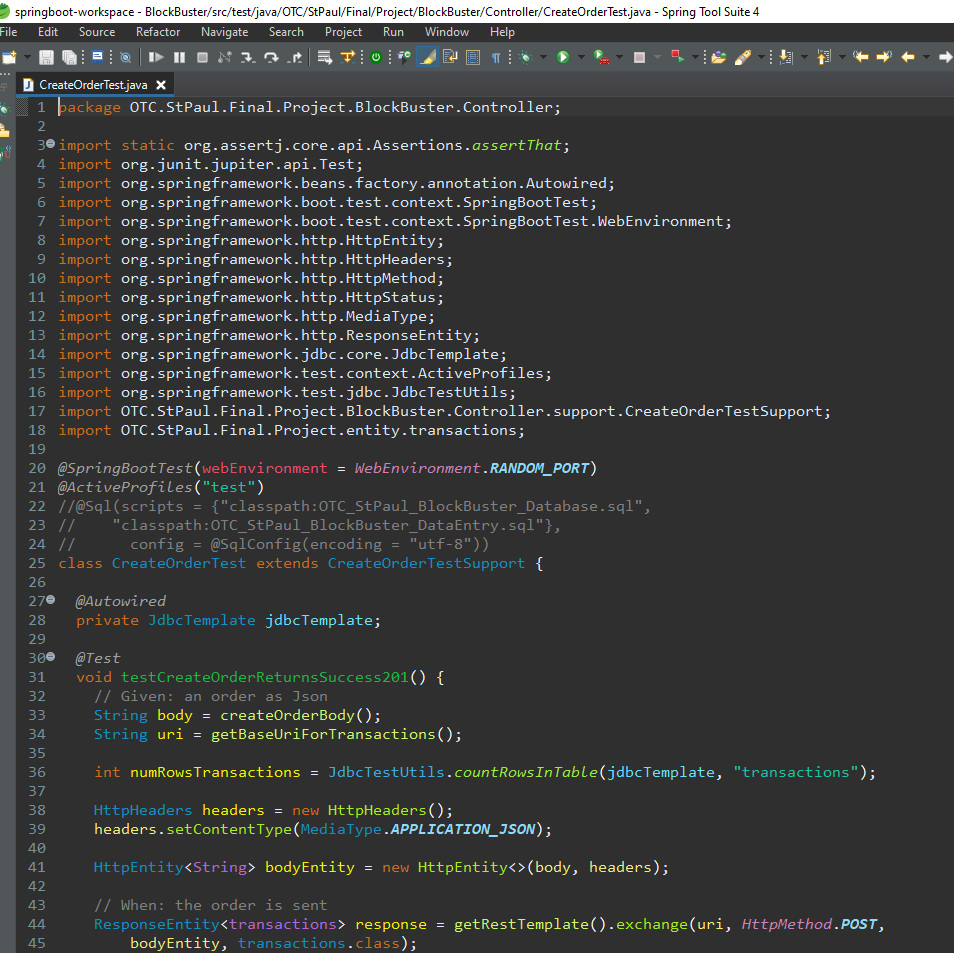 springboot-workspace - BlockBuster/src/test/java/OTC/StPaul/Final/Project/BlockBuster/Controller/CreateOrderTest.java - Spring Tool Suite 4
File Edit Source Refactor Navigate Search Project Run Window Help
CreateOrderTest.java
1 package OTC.StPaul.Final.Project.BlockBuster.Controller;
2
3 import static org.assertj.core.api.Assertions.assertThat;
4 import org.junit.jupiter.api.Test;
5 import org.springframework.beans.factory.annotation.Autowired;
6 import org.springframework.boot.test.context.SpringBootTest;
7 import org.springframework.boot.test.context.SpringBootTest.WebEnvironment;
8 import org.springframework.http.HttpEntity;
9 import org.springframework.http.HttpHeaders;
10 import org.springframework.http.HttpMethod;
11 import org.springframework.http.HttpStatus;
12 import org.springframework.http.MediaType;
13 import org.springframework.http.ResponseEntity;
14 import org.springframework.jdbc.core.JdbcTemplate;
15 import org.springframework.test.context.ActiveProfiles;
16 import org.springframework.test.jdbc.JdbcTestUtils;
17 import OTC.StPaul.Final.Project.BlockBuster.Controller.support.CreateOrderTestSupport;
18 import OTC.StPaul.Final.Project.entity.transactions;
19
20 @SpringBootTest(webEnvironment = WebEnvironment.RANDOM_PORT)
21 @ActiveProfiles("test")
22 //@Sql(scripts = {"classpath:OTC_StPaul_BlockBuster_Database.sql",
23 //    "classpath:OTC_StPaul_BlockBuster_DataEntry.sql"},
24 //      config = @SqlConfig(encoding = "utf-8"))
25 class CreateOrderTest extends CreateOrderTestSupport {
26
27   @Autowired
28   private JdbcTemplate jdbcTemplate;
29
30   @Test
31   void testCreateOrderReturnsSuccess201() {
32     // Given: an order as Json
33     String body = createOrderBody();
34     String uri = getBaseUriForTransactions();
35
36     int numRowsTransactions = JdbcTestUtils.countRowsInTable(jdbcTemplate, "transactions");
37
38     HttpHeaders headers = new HttpHeaders();
39     headers.setContentType(MediaType.APPLICATION_JSON);
40
41     HttpEntity<String> bodyEntity = new HttpEntity<>(body, headers);
42
43     // When: the order is sent
44     ResponseEntity<transactions> response = getRestTemplate().exchange(uri, HttpMethod.POST,
45         bodyEntity, transactions.class);